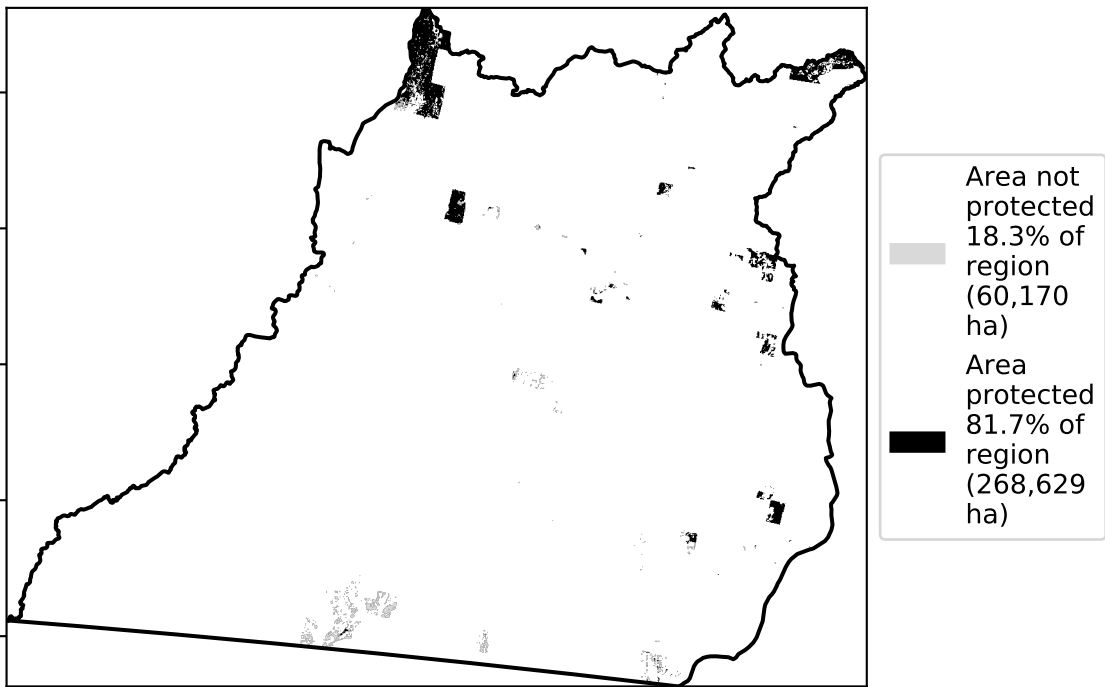 Area not
protected
18.3% of
region
(60,170
ha)
Area
protected
81.7% of
region
(268,629
ha)